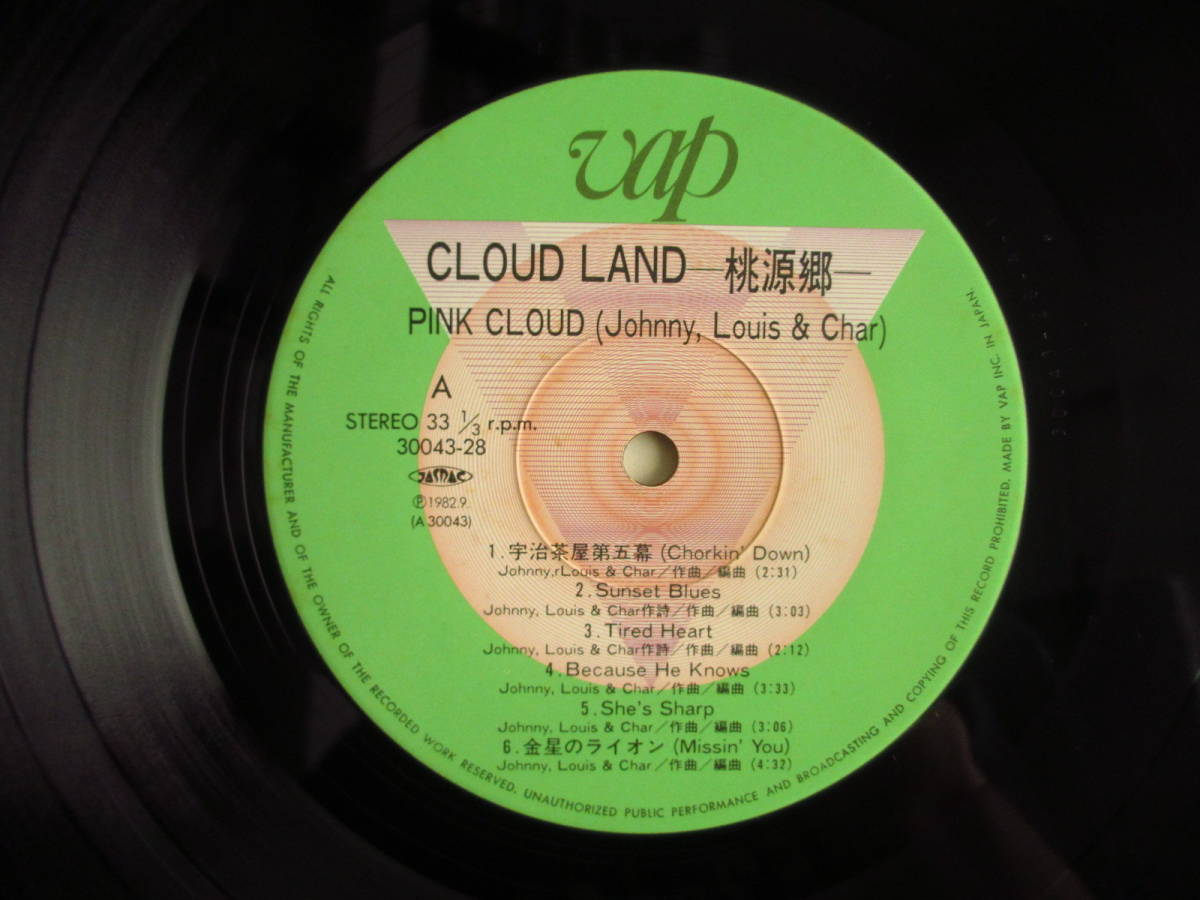 vap
CLOUD LAND—桃源郷—
PINK CLOUD (Johnny, Louis & Char)
A
STEREO 33 1/3 r.p.m.
30043-28
JASRAC
Ⓟ1982.9.
(A 30043)
1.宇治茶屋第五幕 (Chorkin' Down)
Johnny,rLouis & Char／作曲／編曲 (2:31)
2.Sunset Blues
Johnny, Louis & Char作詩／作曲／編曲 (3:03)
3.Tired Heart
Johnny, Louis & Char作詩／作曲／編曲 (2:12)
4.Because He Knows
Johnny, Louis & Char／作曲／編曲 (3:33)
5.She's Sharp
Johnny, Louis & Char／作曲／編曲 (3:06)
6.金星のライオン (Missin' You)
Johnny, Louis & Char／作曲／編曲 (4:32)
ALL RIGHTS OF THE MANUFACTURER AND OF THE OWNER OF THE RECORDED WORK RESERVED. UNAUTHORIZED PUBLIC PERFORMANCE AND BROADCASTING AND COPYING OF THIS RECORD PROHIBITED. MADE BY VAP INC. IN JAPAN.